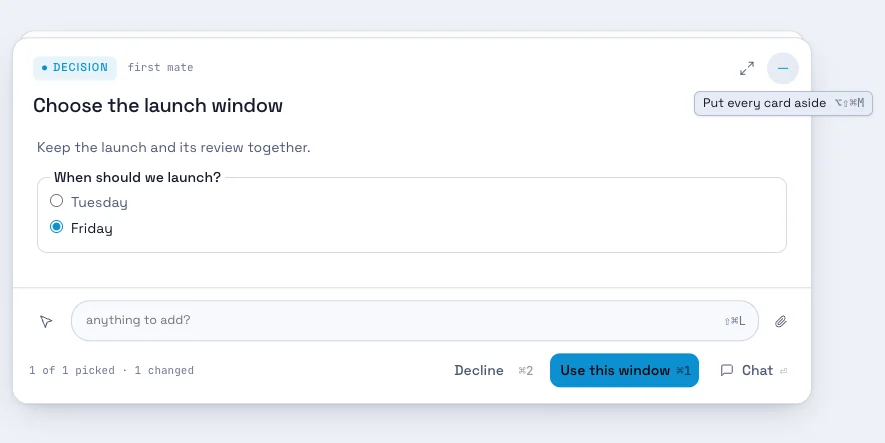 DECISION first mate
Put every card aside ⌥⇧⌘M
Choose the launch window
Keep the launch and its review together.
When should we launch?
Tuesday
Friday
anything to add? ⇧⌘L
1 of 1 picked · 1 changed Decline ⌘2 Use this window ⌘1 Chat ⏎